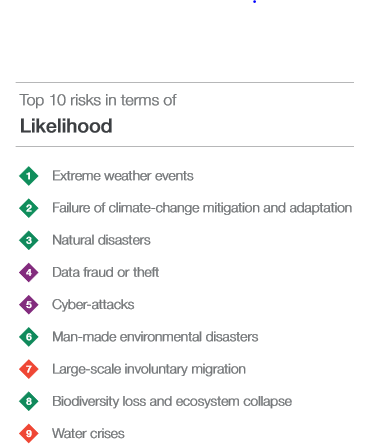 Top 10 risks in terms of
Likelihood
1 Extreme weather events
2 Failure of climate-change mitigation and adaptation
3 Natural disasters
4 Data fraud or theft
5 Cyber-attacks
6 Man-made environmental disasters
7 Large-scale involuntary migration
8 Biodiversity loss and ecosystem collapse
9 Water crises